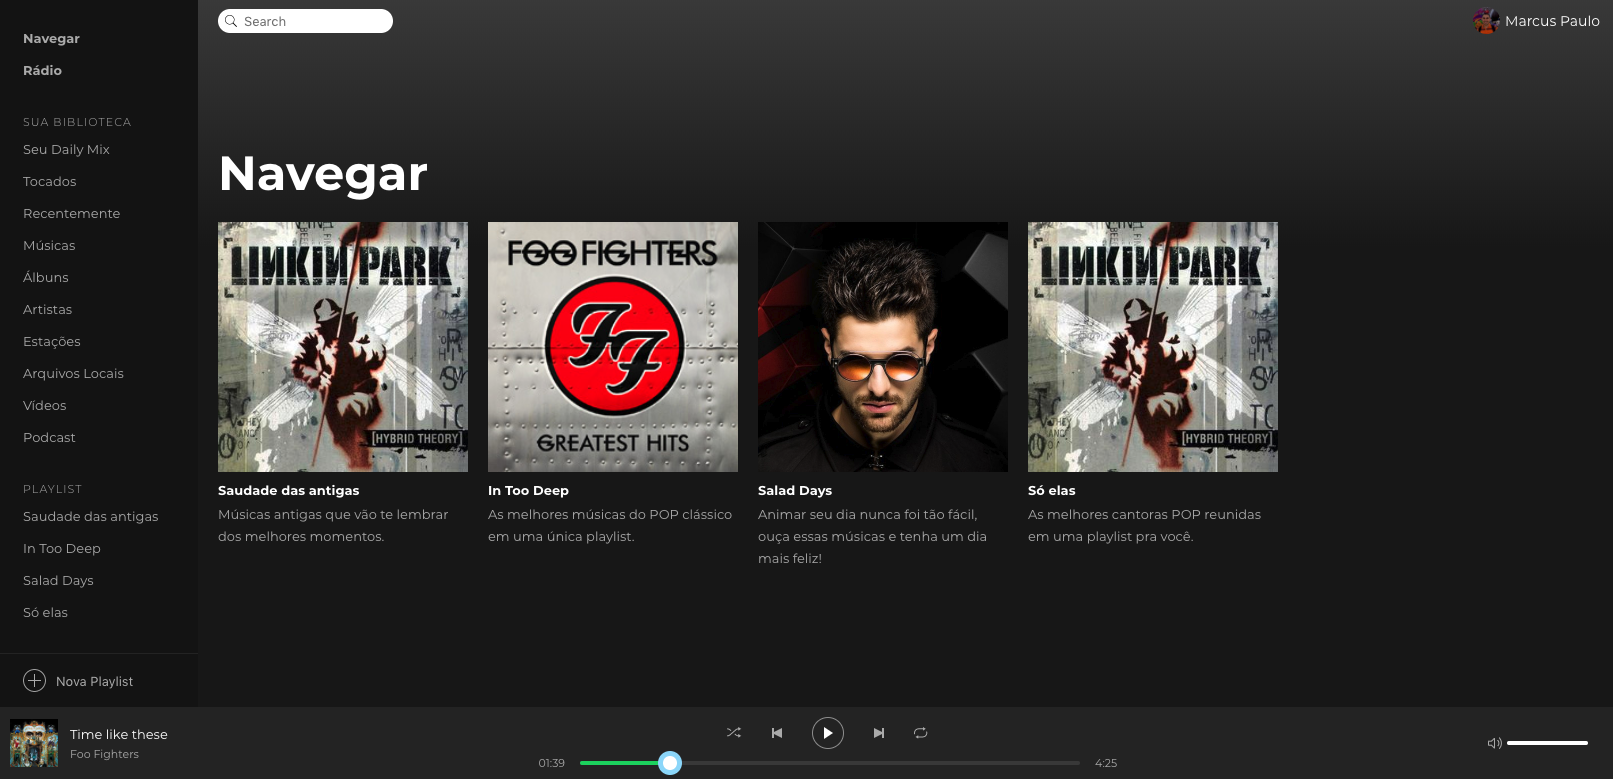 Navegar
Rádio
SUA BIBLIOTECA
Seu Daily Mix
Tocados
Recentemente
Músicas
Álbuns
Artistas
Estações
Arquivos Locais
Vídeos
Podcast
PLAYLIST
Saudade das antigas
In Too Deep
Salad Days
Só elas
Nova Playlist
Search
Marcus Paulo
Navegar
LINKIN PARK
[HYBRID THEORY]
Saudade das antigas
Músicas antigas que vão te lembrar
dos melhores momentos.
FOO FIGHTERS
FF
GREATEST HITS
In Too Deep
As melhores músicas do POP clássico
em uma única playlist.
Salad Days
Animar seu dia nunca foi tão fácil,
ouça essas músicas e tenha um dia
mais feliz!
LINKIN PARK
[HYBRID THEORY]
Só elas
As melhores cantoras POP reunidas
em uma playlist pra você.
Time like these
Foo Fighters
01:39
4:25